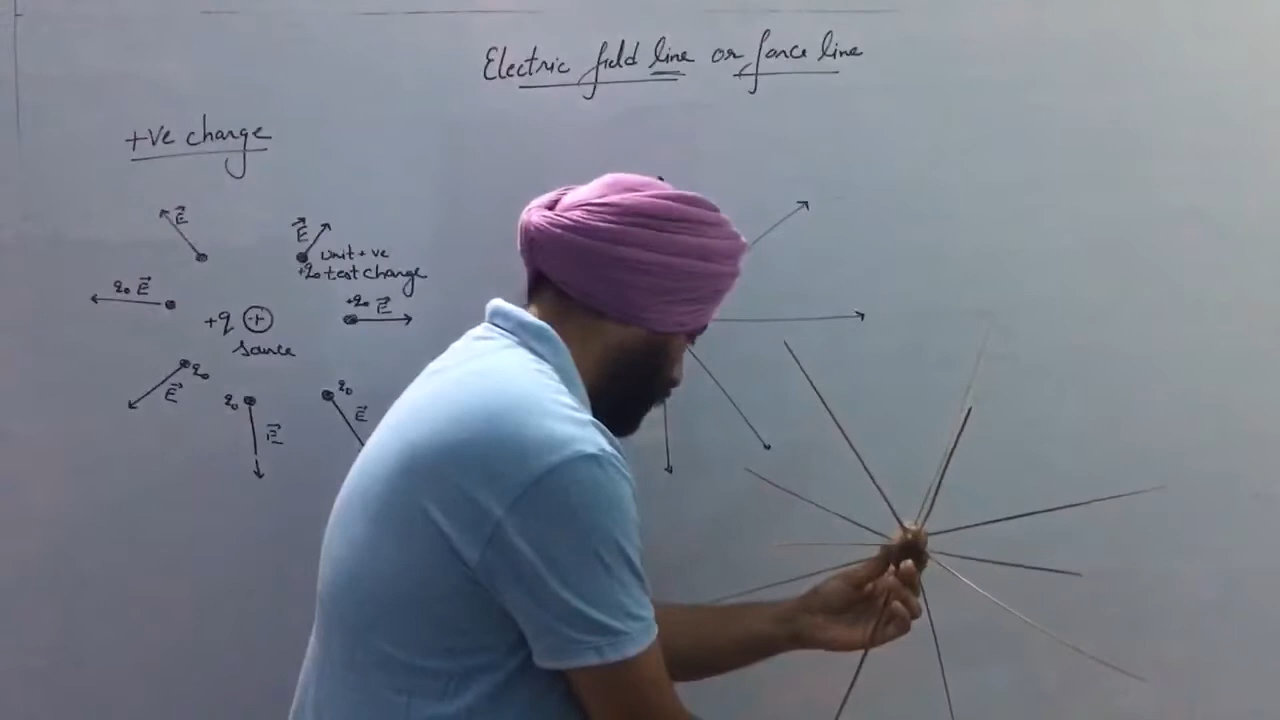 Electric field line or force line
+ve charge
E⃗
E⃗
unit +ve
+q₀ test charge
q₀ E⃗
+q₀ E⃗
+q +
source
q₀
E⃗
q₀
E⃗
q₀
E⃗